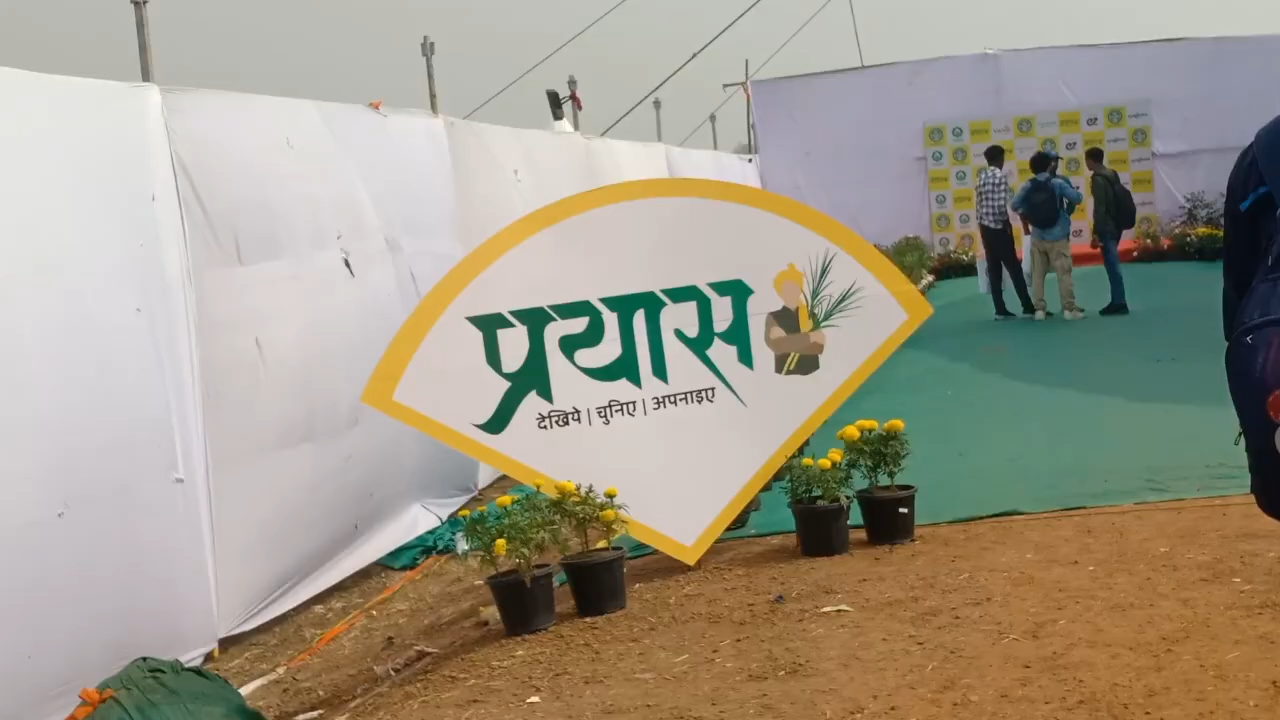 प्रयास
देखिये | चुनिए | अपनाइए